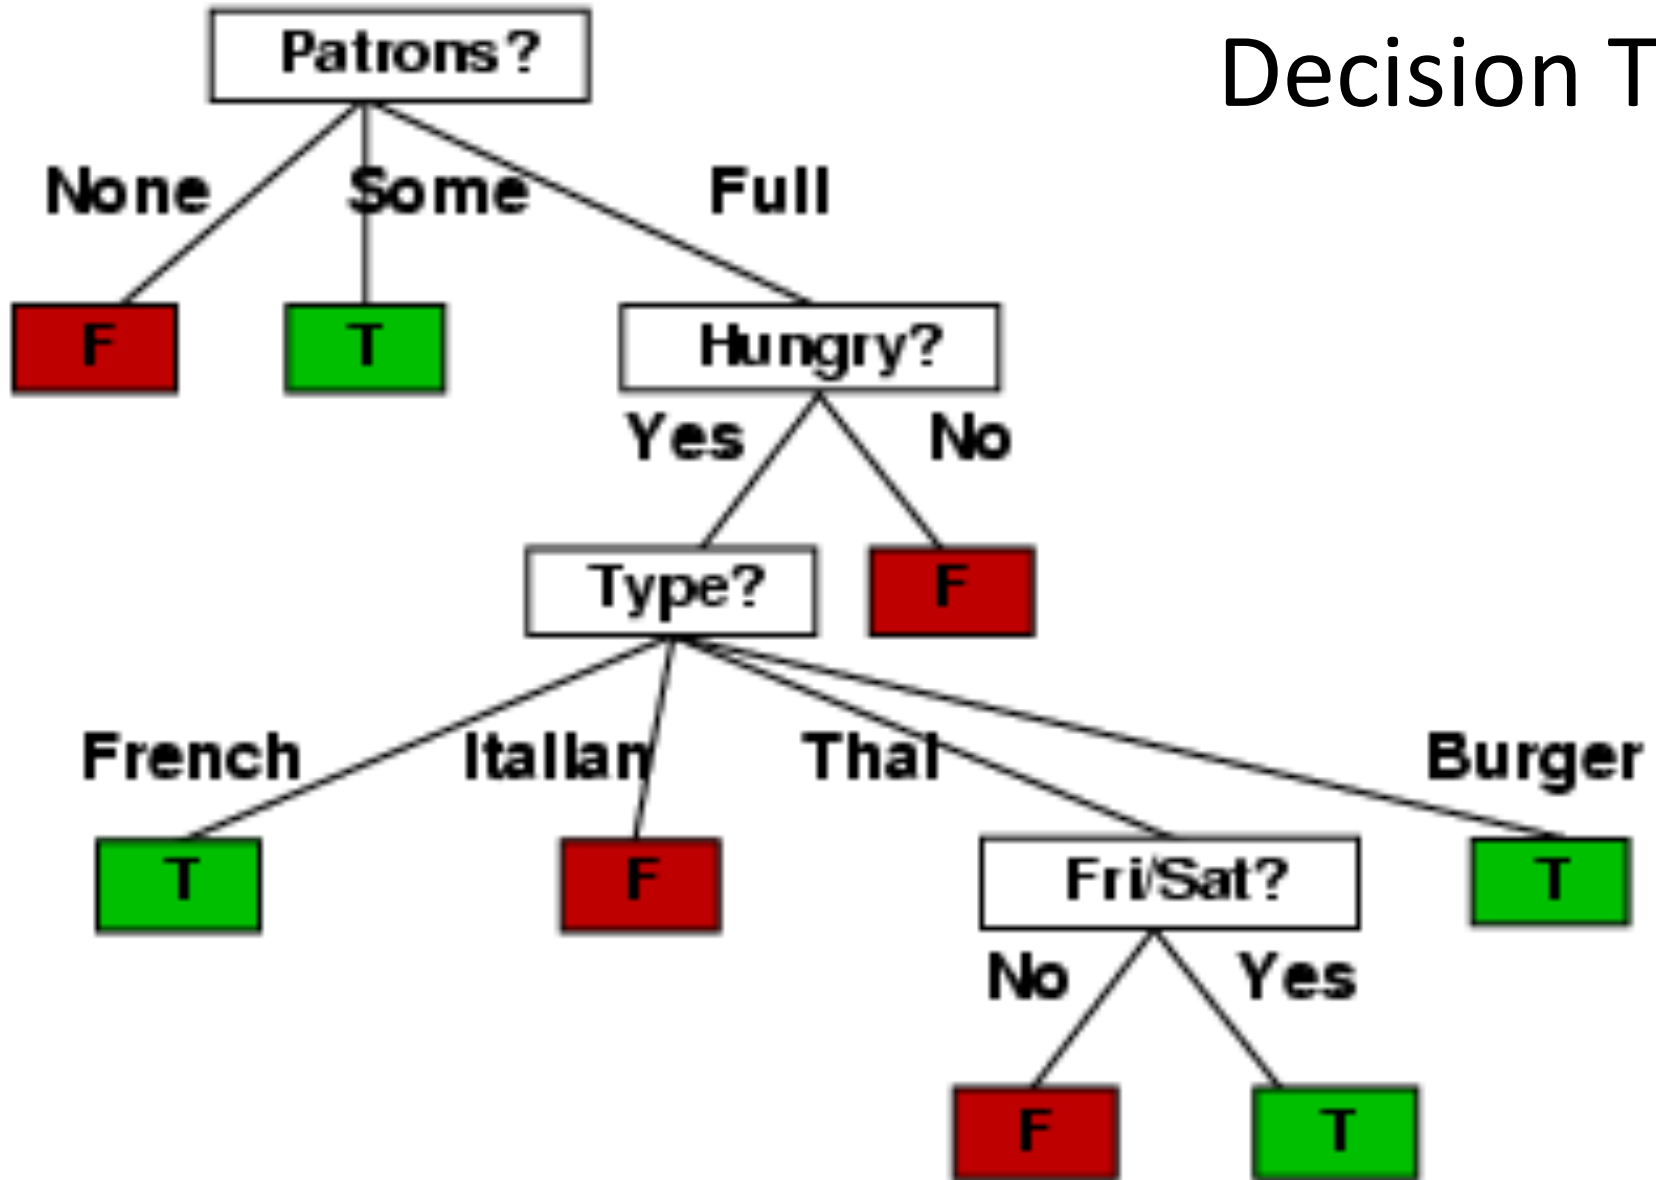 Decision T
Patrons?
None Some Full
F T Hungry?
Yes No
Type? F
French Italian Thai Burger
T F Fri/Sat? T
No Yes
F T